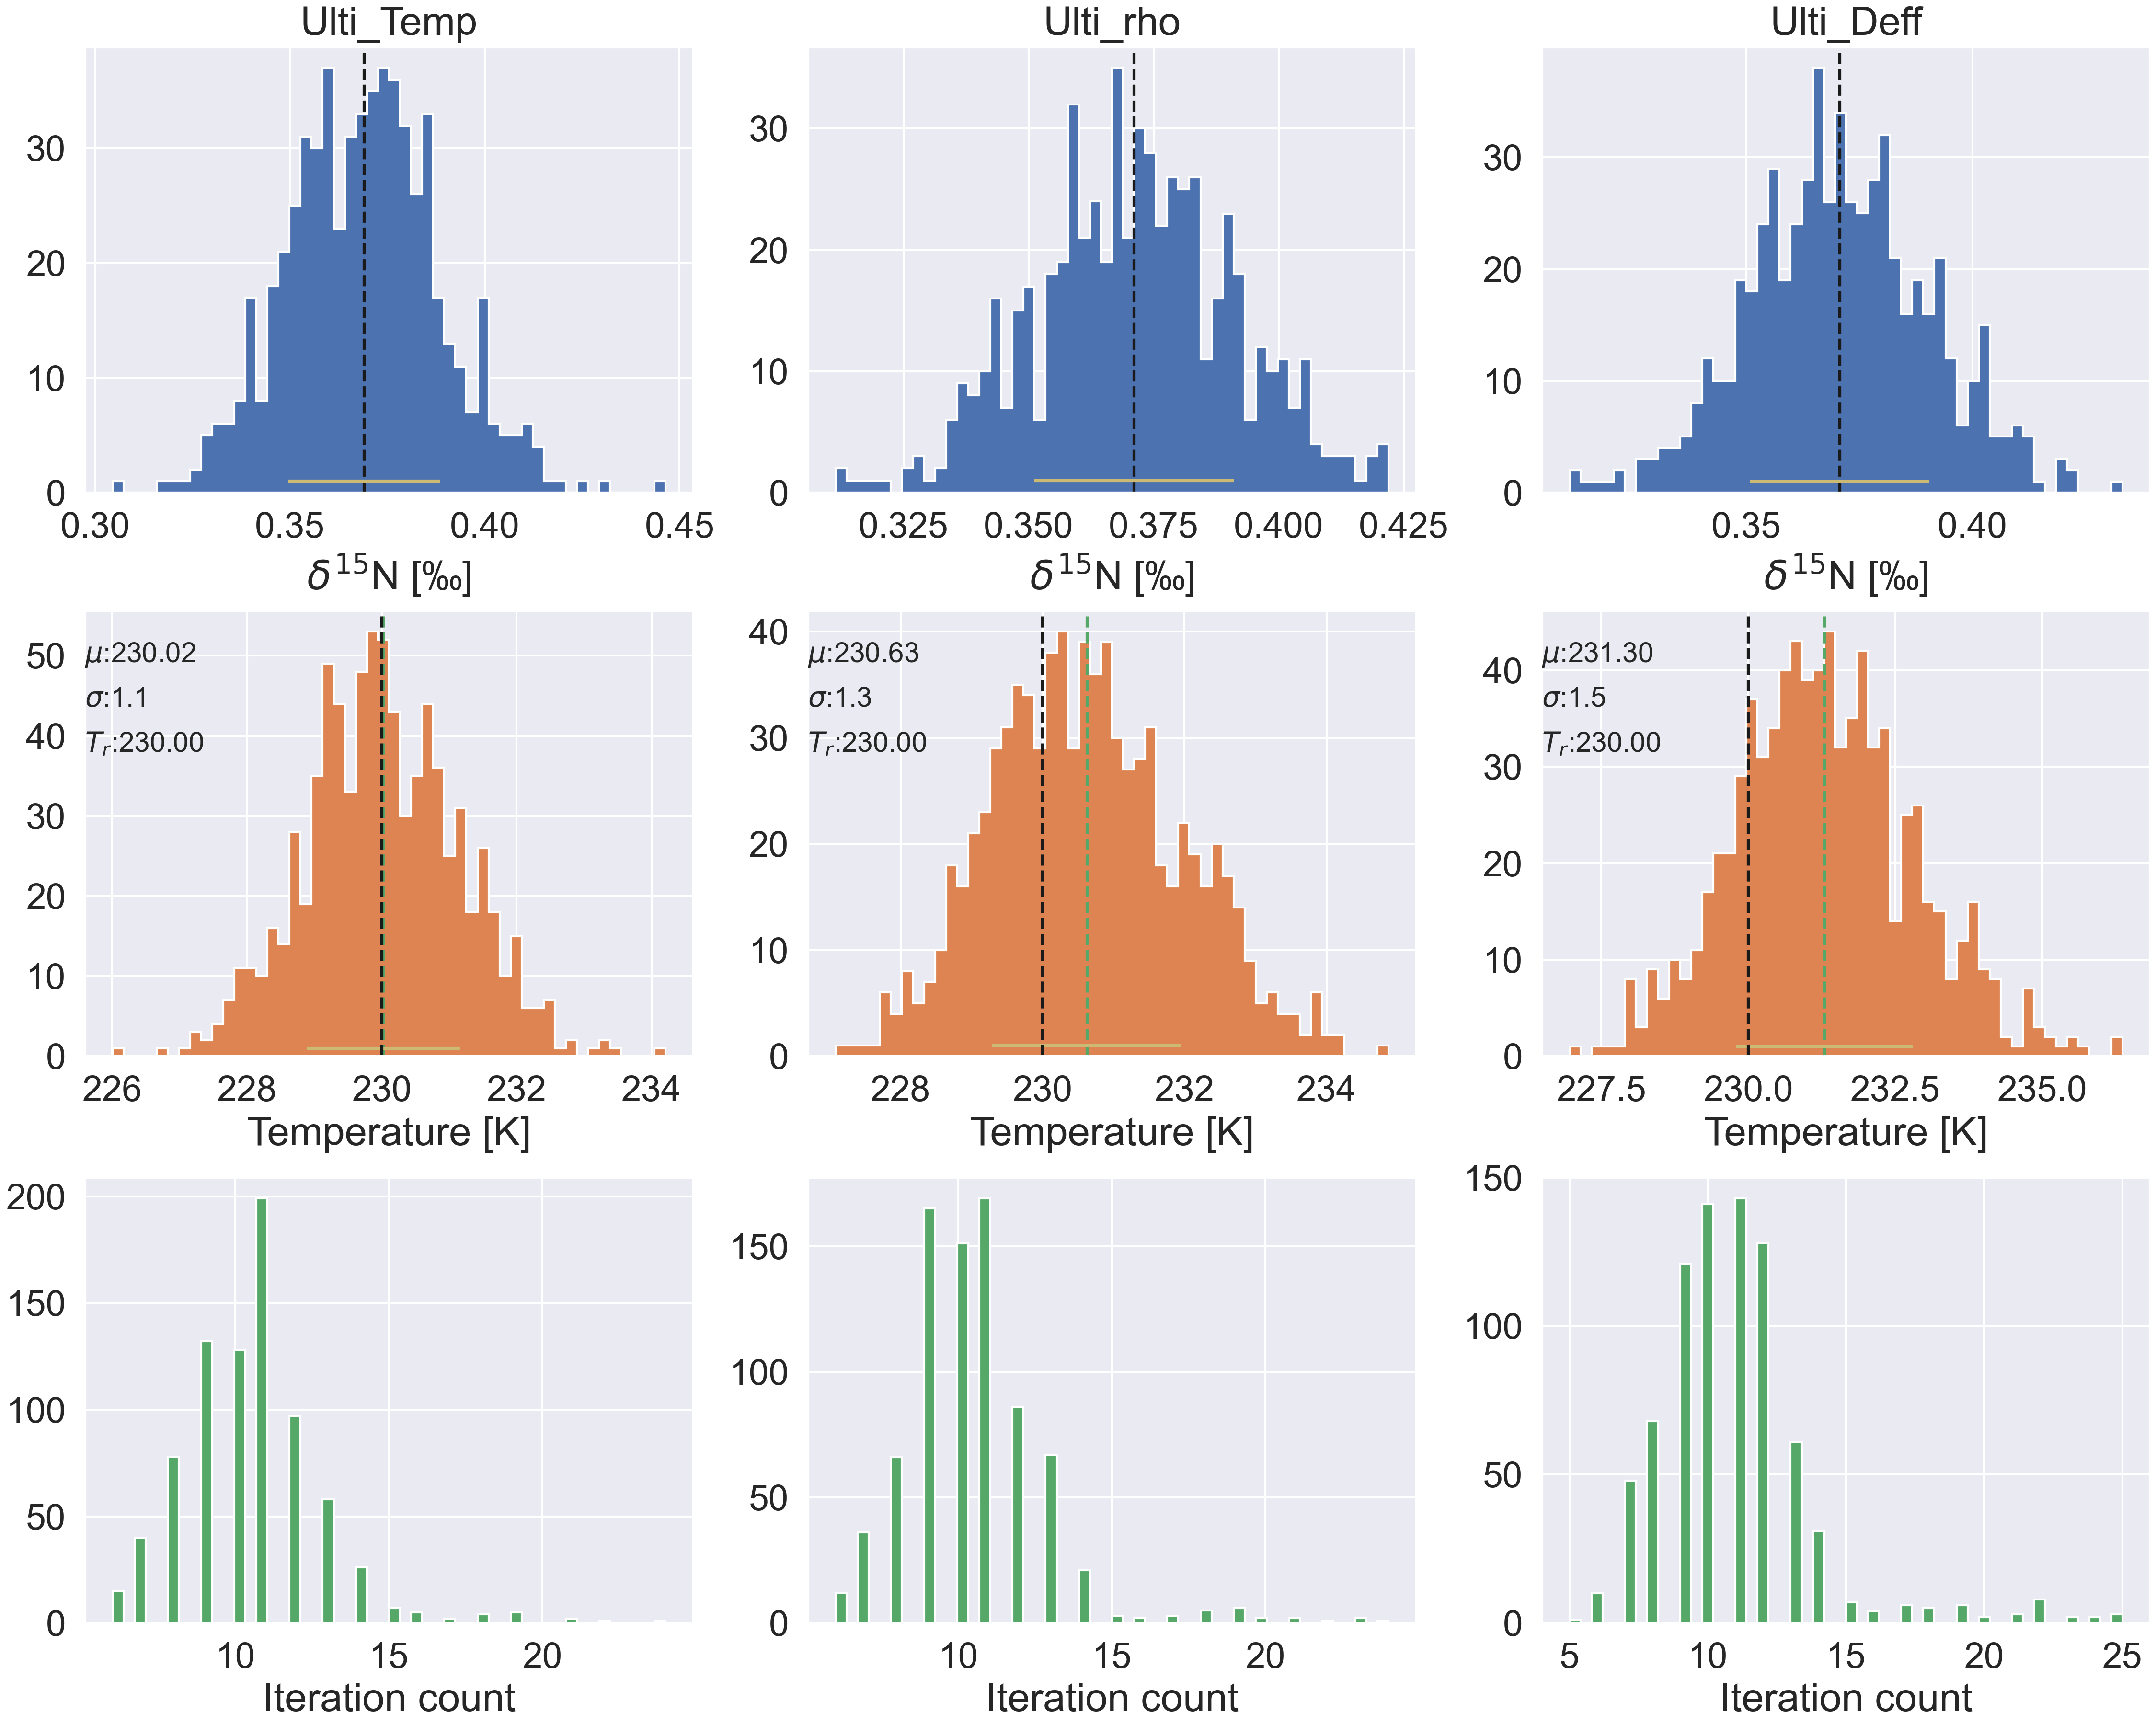 Ulti_Temp
30
20
10
0
0.30 0.35 0.40 0.45
δ¹⁵N [‰]
Ulti_rho
30
20
10
0
0.325 0.350 0.375 0.400 0.425
δ¹⁵N [‰]
Ulti_Deff
30
20
10
0
0.35 0.40
δ¹⁵N [‰]
μ:230.02
σ:1.1
Tᵣ:230.00
50
40
30
20
10
0
226 228 230 232 234
Temperature [K]
μ:230.63
σ:1.3
Tᵣ:230.00
40
30
20
10
0
228 230 232 234
Temperature [K]
μ:231.30
σ:1.5
Tᵣ:230.00
40
30
20
10
0
227.5 230.0 232.5 235.0
Temperature [K]
200
150
100
50
0
10 15 20
Iteration count
150
100
50
0
10 15 20
Iteration count
150
100
50
0
5 10 15 20 25
Iteration count